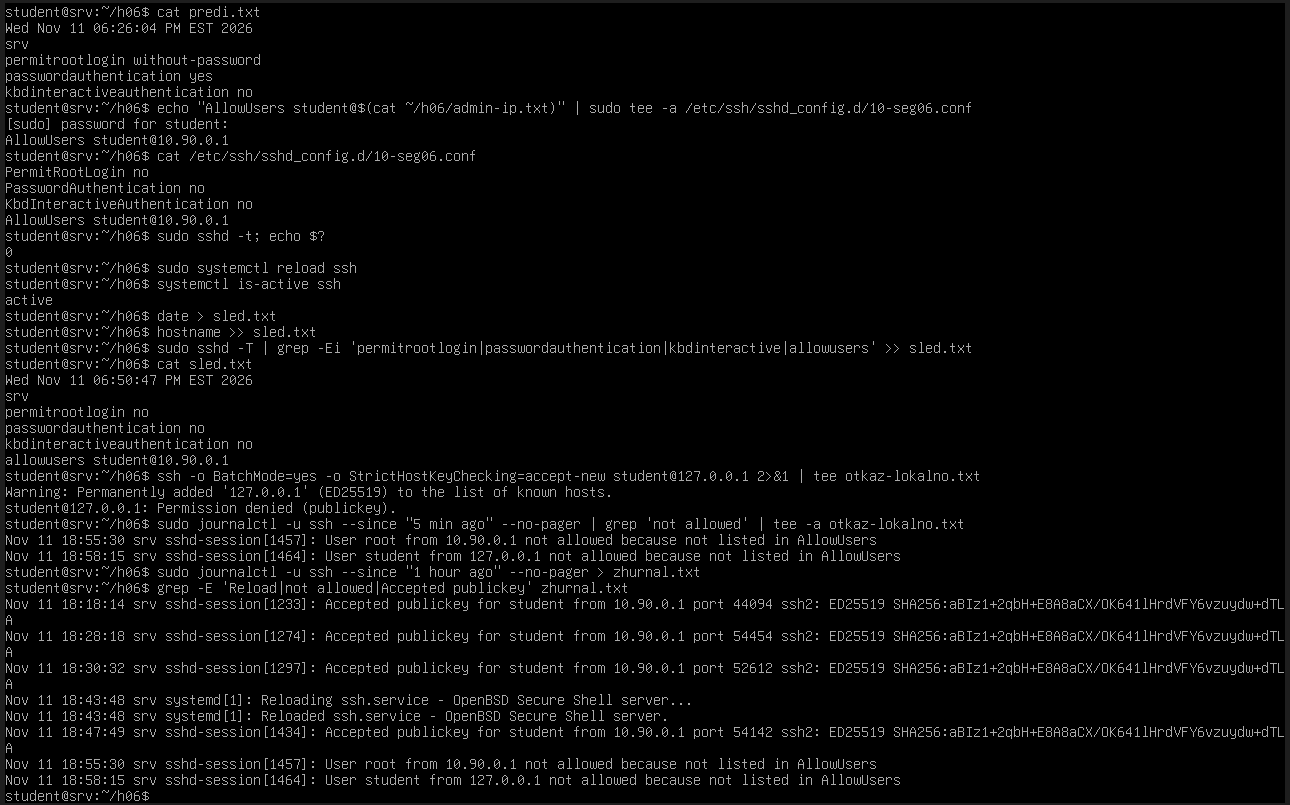 student@srv:~/h06$ cat predi.txt
Wed Nov 11 06:26:04 PM EST 2026
srv
permitrootlogin without-password
passwordauthentication yes
kbdinteractiveauthentication no
student@srv:~/h06$ echo "AllowUsers student@$(cat ~/h06/admin-ip.txt)" | sudo tee -a /etc/ssh/sshd_config.d/10-seg06.conf
[sudo] password for student:
AllowUsers student@10.90.0.1
student@srv:~/h06$ cat /etc/ssh/sshd_config.d/10-seg06.conf
PermitRootLogin no
PasswordAuthentication no
KbdInteractiveAuthentication no
AllowUsers student@10.90.0.1
student@srv:~/h06$ sudo sshd -t; echo $?
0
student@srv:~/h06$ sudo systemctl reload ssh
student@srv:~/h06$ systemctl is-active ssh
active
student@srv:~/h06$ date > sled.txt
student@srv:~/h06$ hostname >> sled.txt
student@srv:~/h06$ sudo sshd -T | grep -Ei 'permitrootlogin|passwordauthentication|kbdinteractive|allowusers' >> sled.txt
student@srv:~/h06$ cat sled.txt
Wed Nov 11 06:50:47 PM EST 2026
srv
permitrootlogin no
passwordauthentication no
kbdinteractiveauthentication no
allowusers student@10.90.0.1
student@srv:~/h06$ ssh -o BatchMode=yes -o StrictHostKeyChecking=accept-new student@127.0.0.1 2>&1 | tee otkaz-lokalno.txt
Warning: Permanently added '127.0.0.1' (ED25519) to the list of known hosts.
student@127.0.0.1: Permission denied (publickey).
student@srv:~/h06$ sudo journalctl -u ssh --since "5 min ago" --no-pager | grep 'not allowed' | tee -a otkaz-lokalno.txt
Nov 11 18:55:30 srv sshd-session[1457]: User root from 10.90.0.1 not allowed because not listed in AllowUsers
Nov 11 18:58:15 srv sshd-session[1464]: User student from 127.0.0.1 not allowed because not listed in AllowUsers
student@srv:~/h06$ sudo journalctl -u ssh --since "1 hour ago" --no-pager > zhurnal.txt
student@srv:~/h06$ grep -E 'Reload|not allowed|Accepted publickey' zhurnal.txt
Nov 11 18:18:14 srv sshd-session[1233]: Accepted publickey for student from 10.90.0.1 port 44094 ssh2: ED25519 SHA256:aBIz1+2qbH+E8A8aCX/OK641lHrdVFY6vzuydw+dTL
A
Nov 11 18:28:18 srv sshd-session[1274]: Accepted publickey for student from 10.90.0.1 port 54454 ssh2: ED25519 SHA256:aBIz1+2qbH+E8A8aCX/OK641lHrdVFY6vzuydw+dTL
A
Nov 11 18:30:32 srv sshd-session[1297]: Accepted publickey for student from 10.90.0.1 port 52612 ssh2: ED25519 SHA256:aBIz1+2qbH+E8A8aCX/OK641lHrdVFY6vzuydw+dTL
A
Nov 11 18:43:48 srv systemd[1]: Reloading ssh.service - OpenBSD Secure Shell server...
Nov 11 18:43:48 srv systemd[1]: Reloaded ssh.service - OpenBSD Secure Shell server.
Nov 11 18:47:49 srv sshd-session[1434]: Accepted publickey for student from 10.90.0.1 port 54142 ssh2: ED25519 SHA256:aBIz1+2qbH+E8A8aCX/OK641lHrdVFY6vzuydw+dTL
A
Nov 11 18:55:30 srv sshd-session[1457]: User root from 10.90.0.1 not allowed because not listed in AllowUsers
Nov 11 18:58:15 srv sshd-session[1464]: User student from 127.0.0.1 not allowed because not listed in AllowUsers
student@srv:~/h06$